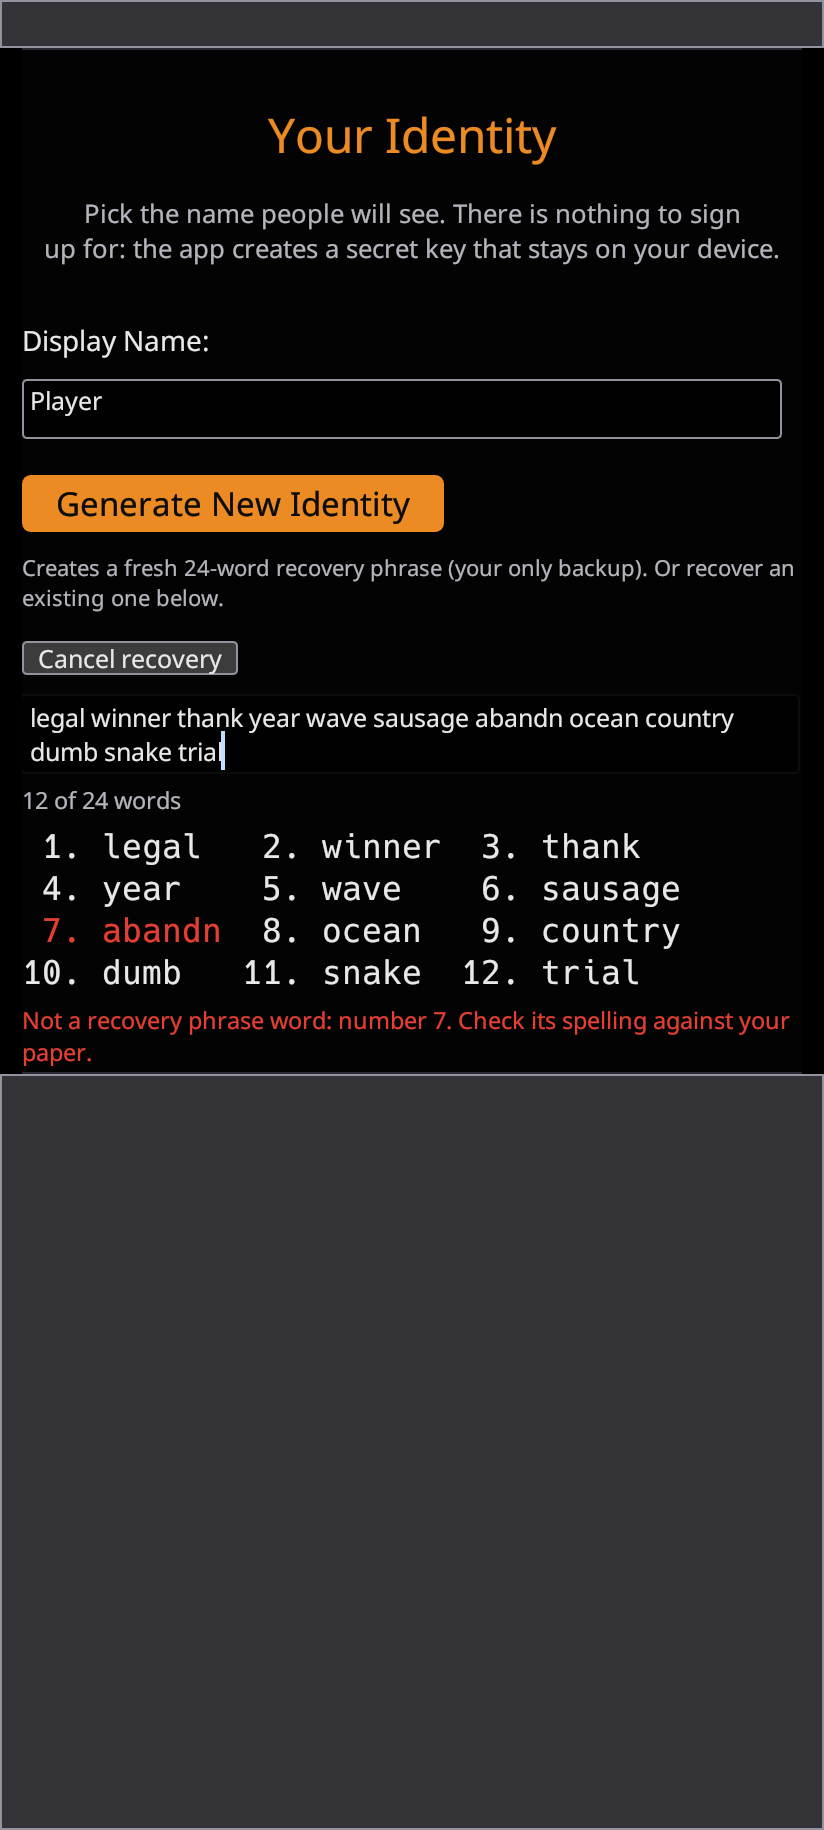 Your Identity
Pick the name people will see. There is nothing to sign
up for: the app creates a secret key that stays on your device.
Display Name:
Player
Generate New Identity
Creates a fresh 24-word recovery phrase (your only backup). Or recover an
existing one below.
Cancel recovery
legal winner thank year wave sausage abandn ocean country
dumb snake trial
12 of 24 words
1. legal 2. winner 3. thank
4. year 5. wave 6. sausage
7. abandn 8. ocean 9. country
10. dumb 11. snake 12. trial
Not a recovery phrase word: number 7. Check its spelling against your
paper.